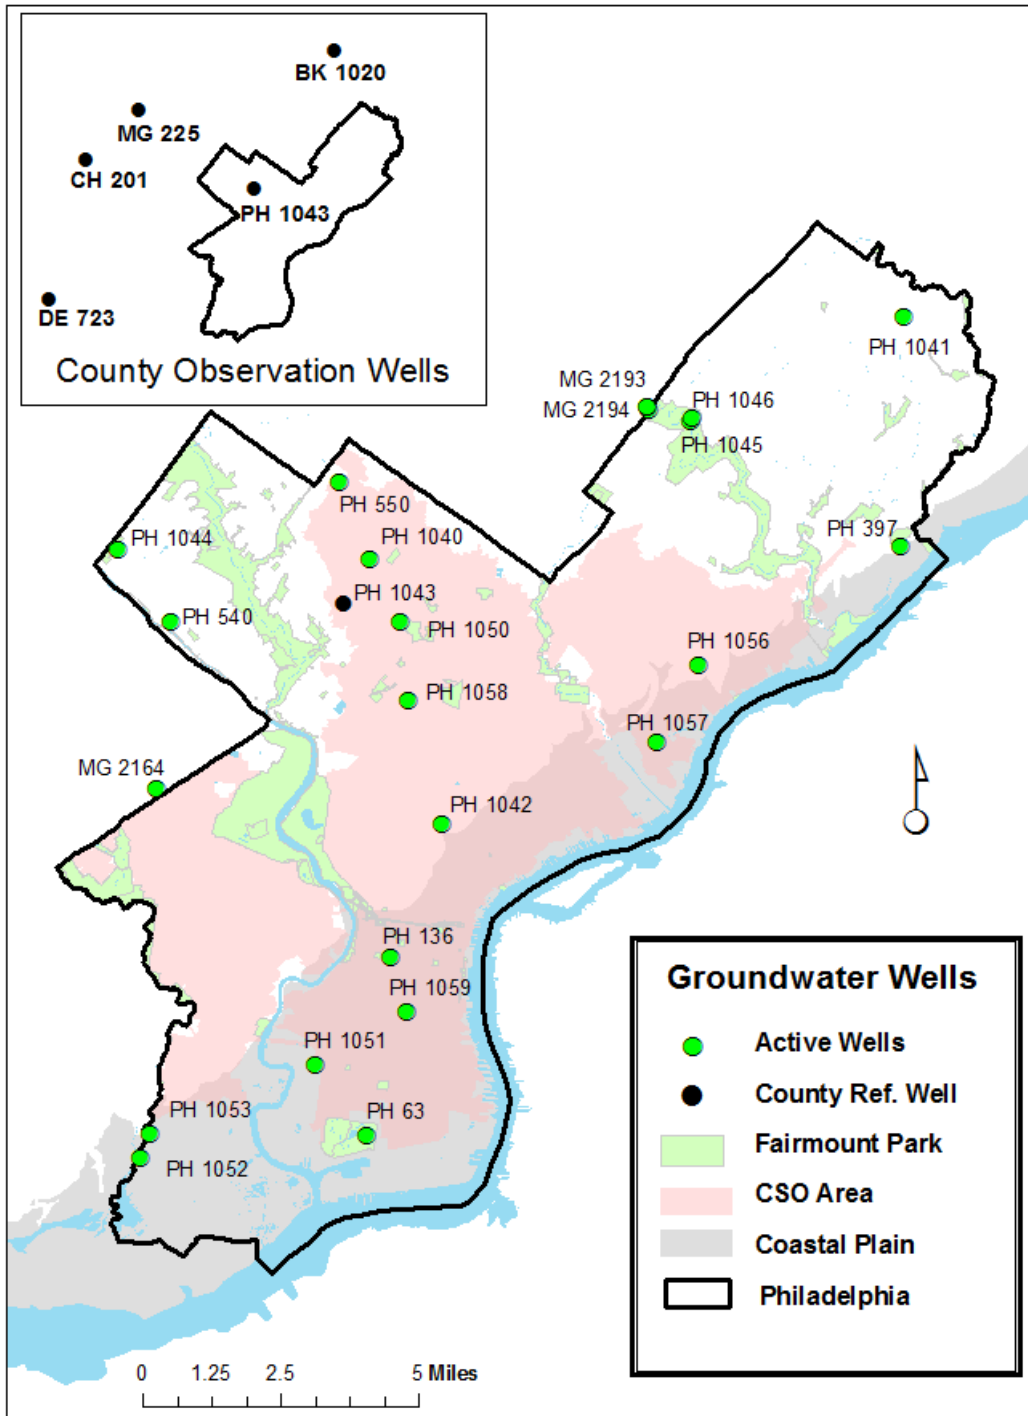 BK 1020
MG 225
CH 201
PH 1043
DE 723
County Observation Wells
PH 1041
MG 2193
MG 2194
PH 1046
PH 1045
PH 550
PH 1040
PH 397
PH 1044
PH 1043
PH 540
PH 1050
PH 1056
PH 1058
PH 1057
MG 2164
PH 1042
PH 136
PH 1059
PH 1051
PH 1053
PH 63
PH 1052
Groundwater Wells
Active Wells
County Ref. Well
Fairmount Park
CSO Area
Coastal Plain
Philadelphia
0 1.25 2.5 5 Miles